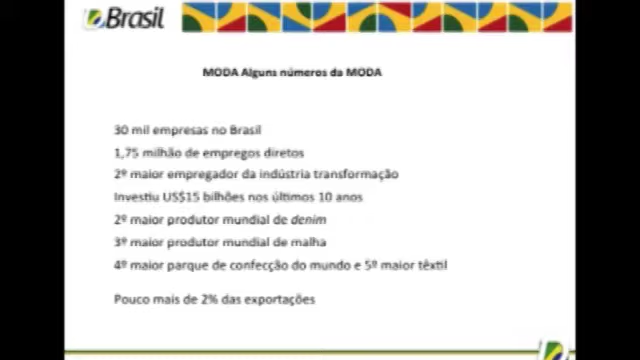 Brasil
MODA Alguns números da MODA
30 mil empresas no Brasil
1,75 milhão de empregos diretos
2º maior empregador da indústria transformação
Investiu US$15 bilhões nos últimos 10 anos
2º maior produtor mundial de denim
3º maior produtor mundial de malha
4º maior parque de confecção do mundo e 5º maior têxtil
Pouco mais de 2% das exportações